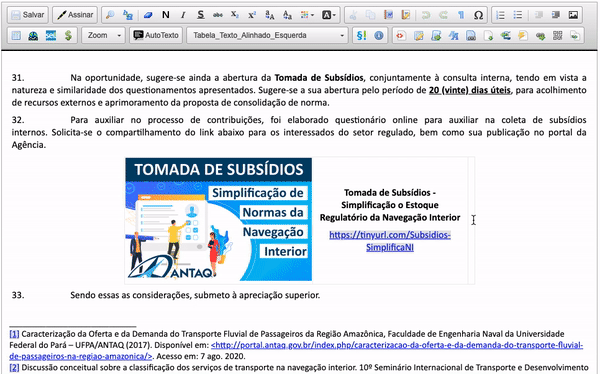 Salvar Assinar N I S abc X₂ X² aA Aa A A ¶ Ω
sei! $ Zoom AutoTexto Tabela_Texto_Alinhado_Esquerda §!
31. Na oportunidade, sugere-se ainda a abertura da Tomada de Subsídios, conjuntamente à consulta interna, tendo em vista a
natureza e similaridade dos questionamentos apresentados. Sugere-se a sua abertura pelo período de 20 (vinte) dias úteis, para acolhimento
de recursos externos e aprimoramento da proposta de consolidação de norma.
32. Para auxiliar no processo de contribuições, foi elaborado questionário online para auxiliar na coleta de subsídios
internos. Solicita-se o compartilhamento do link abaixo para os interessados do setor regulado, bem como sua publicação no portal da
Agência.
TOMADA DE SUBSÍDIOS
Simplificação de
Normas da
Navegação
Interior
ANTAQ
Tomada de Subsídios -
Simplificação o Estoque
Regulatório da Navegação Interior
https://tinyurl.com/Subsidios-
SimplificaNI
33. Sendo essas as considerações, submeto à apreciação superior.
[1] Caracterização da Oferta e da Demanda do Transporte Fluvial de Passageiros da Região Amazônica, Faculdade de Engenharia Naval da Universidade
Federal do Pará – UFPA/ANTAQ (2017). Disponível em: <http://portal.antaq.gov.br/index.php/caracterizacao-da-oferta-e-da-demanda-do-transporte-fluvial-
de-passageiros-na-regiao-amazonica/>. Acesso em: 7 ago. 2020.
[2] Discussão conceitual sobre a classificação dos serviços de transporte na navegação interior. 10º Seminário Internacional de Transporte e Desenvolvimento